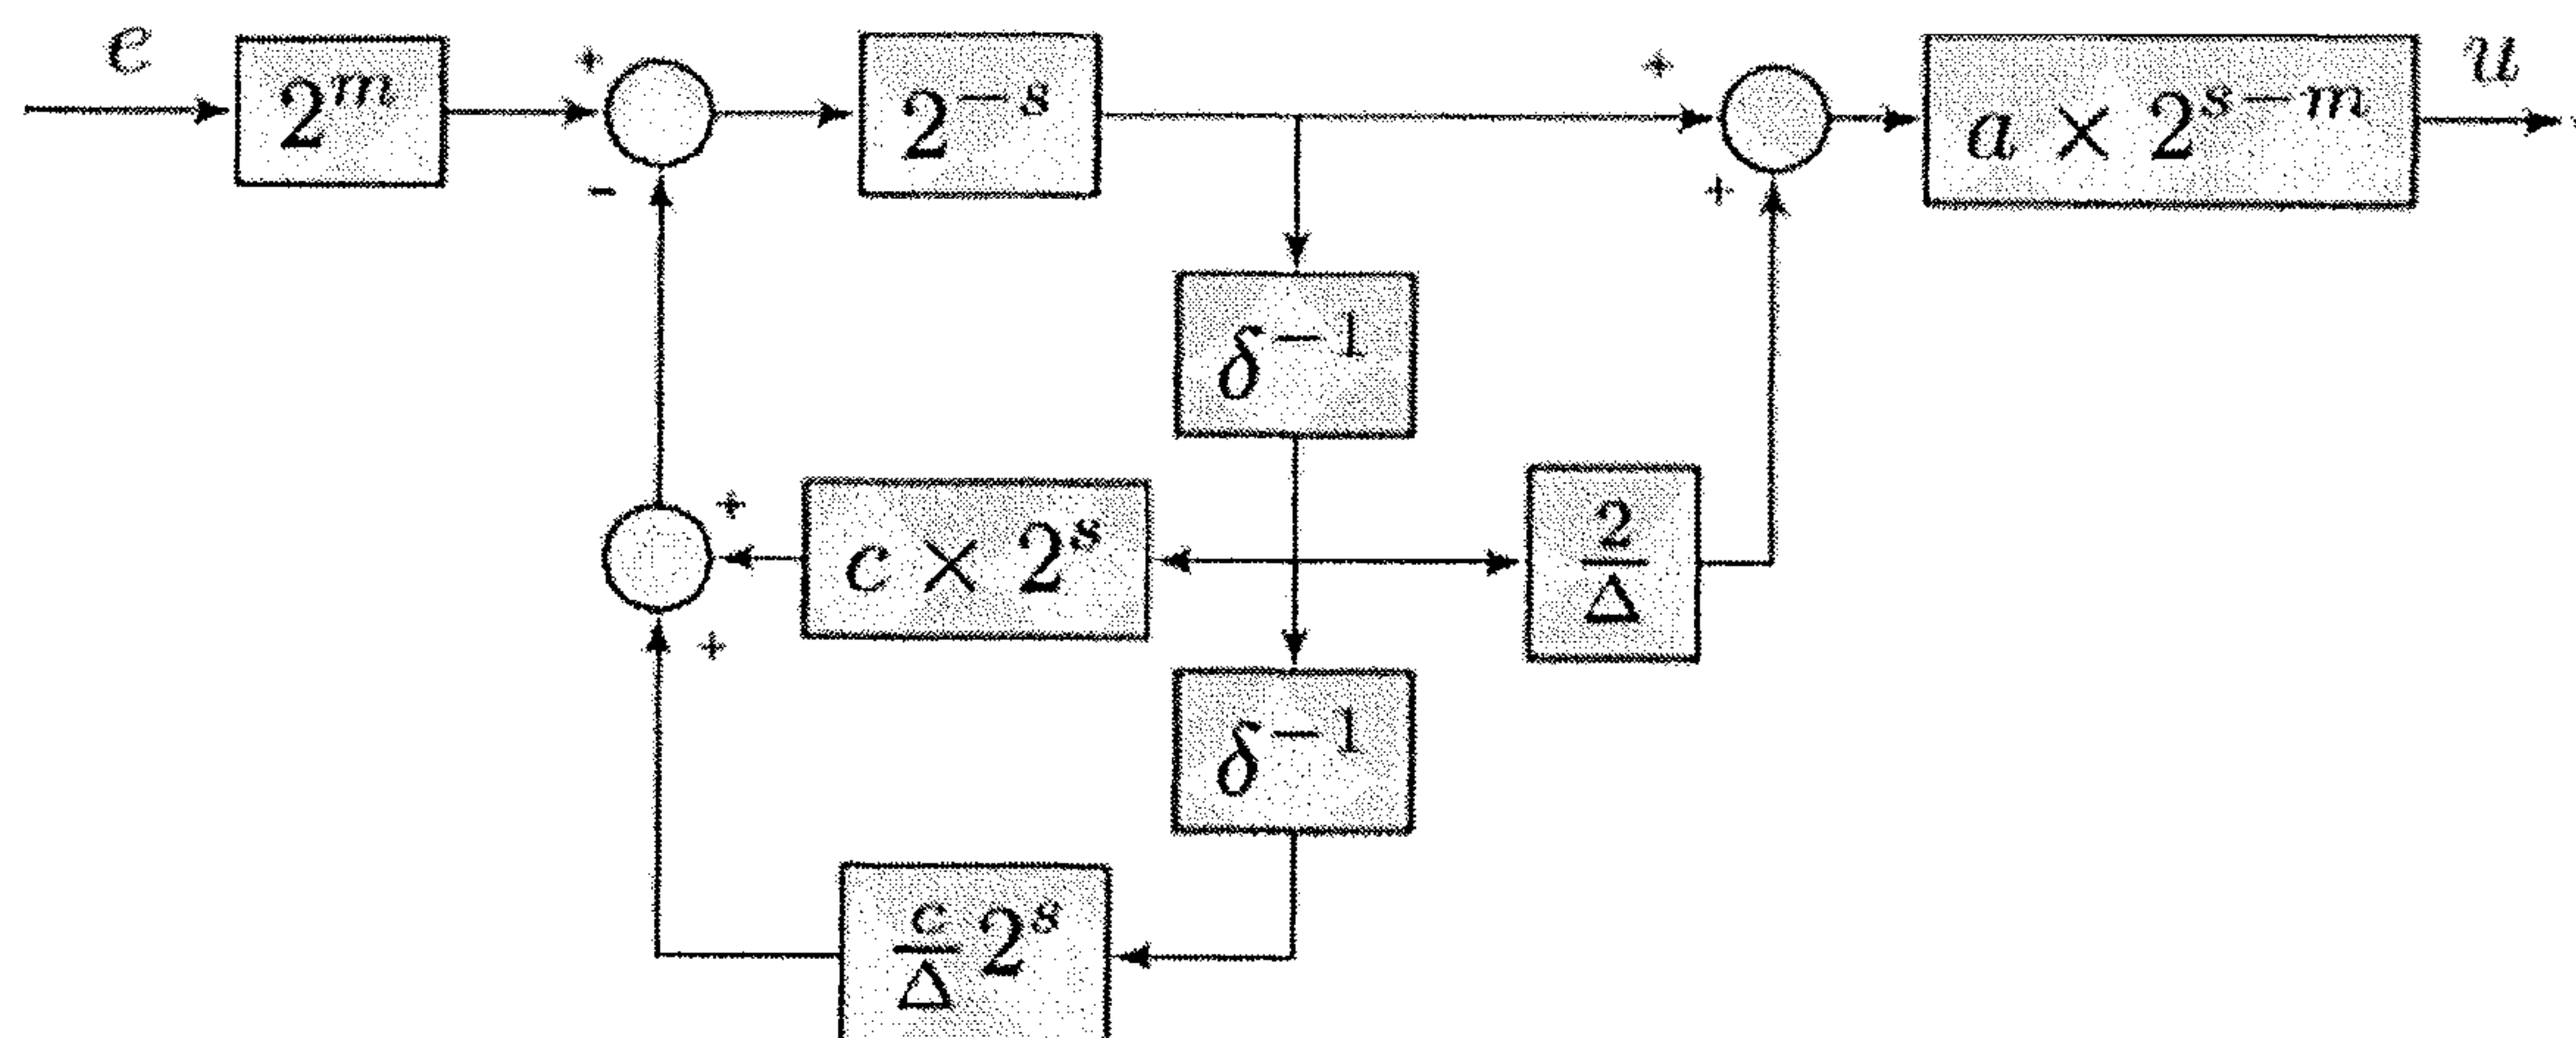 e
2^m
+
-
2^{-s}
+
+
a × 2^{s-m}
u
δ^{-1}
+
c × 2^s
2/Δ
+
δ^{-1}
c/Δ 2^s